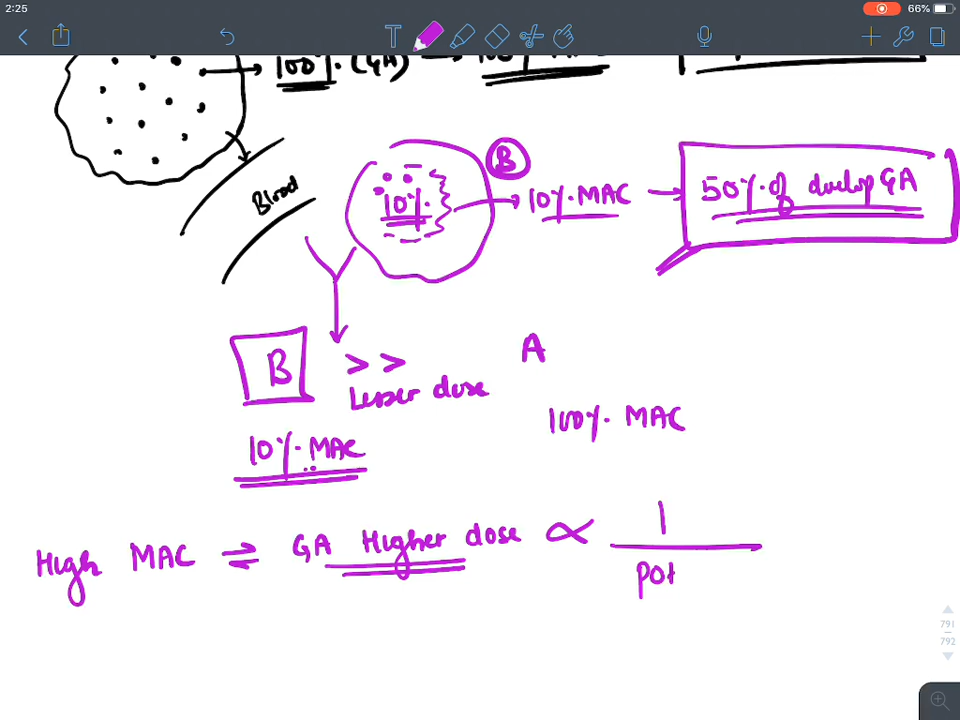 2:25
66%
T
100%. (GA)
B
10%.
10%. MAC
50%. of develop GA
Blood
B >> A
Lesser dose
100%. MAC
10%. MAC
High MAC ⇌ GA Higher dose ∝ 1
pot
791
792